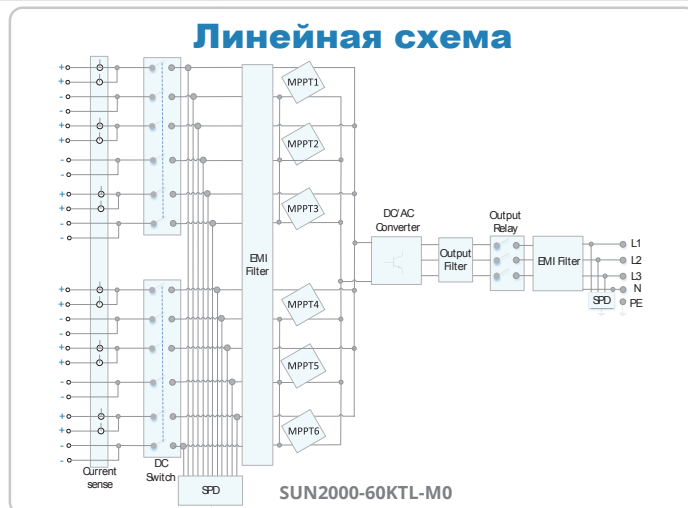 Линейная схема
+
+
-
-
+
+
-
-
+
+
-
-
+
+
-
-
+
+
-
-
+
+
-
-
MPPT1
MPPT2
MPPT3
MPPT4
MPPT5
MPPT6
EMI
Filter
DC/AC
Converter
Output
Filter
Output
Relay
EMI Filter
L1
L2
L3
N
PE
SPD
Current
sense
DC
Switch
SPD
SUN2000-60KTL-M0